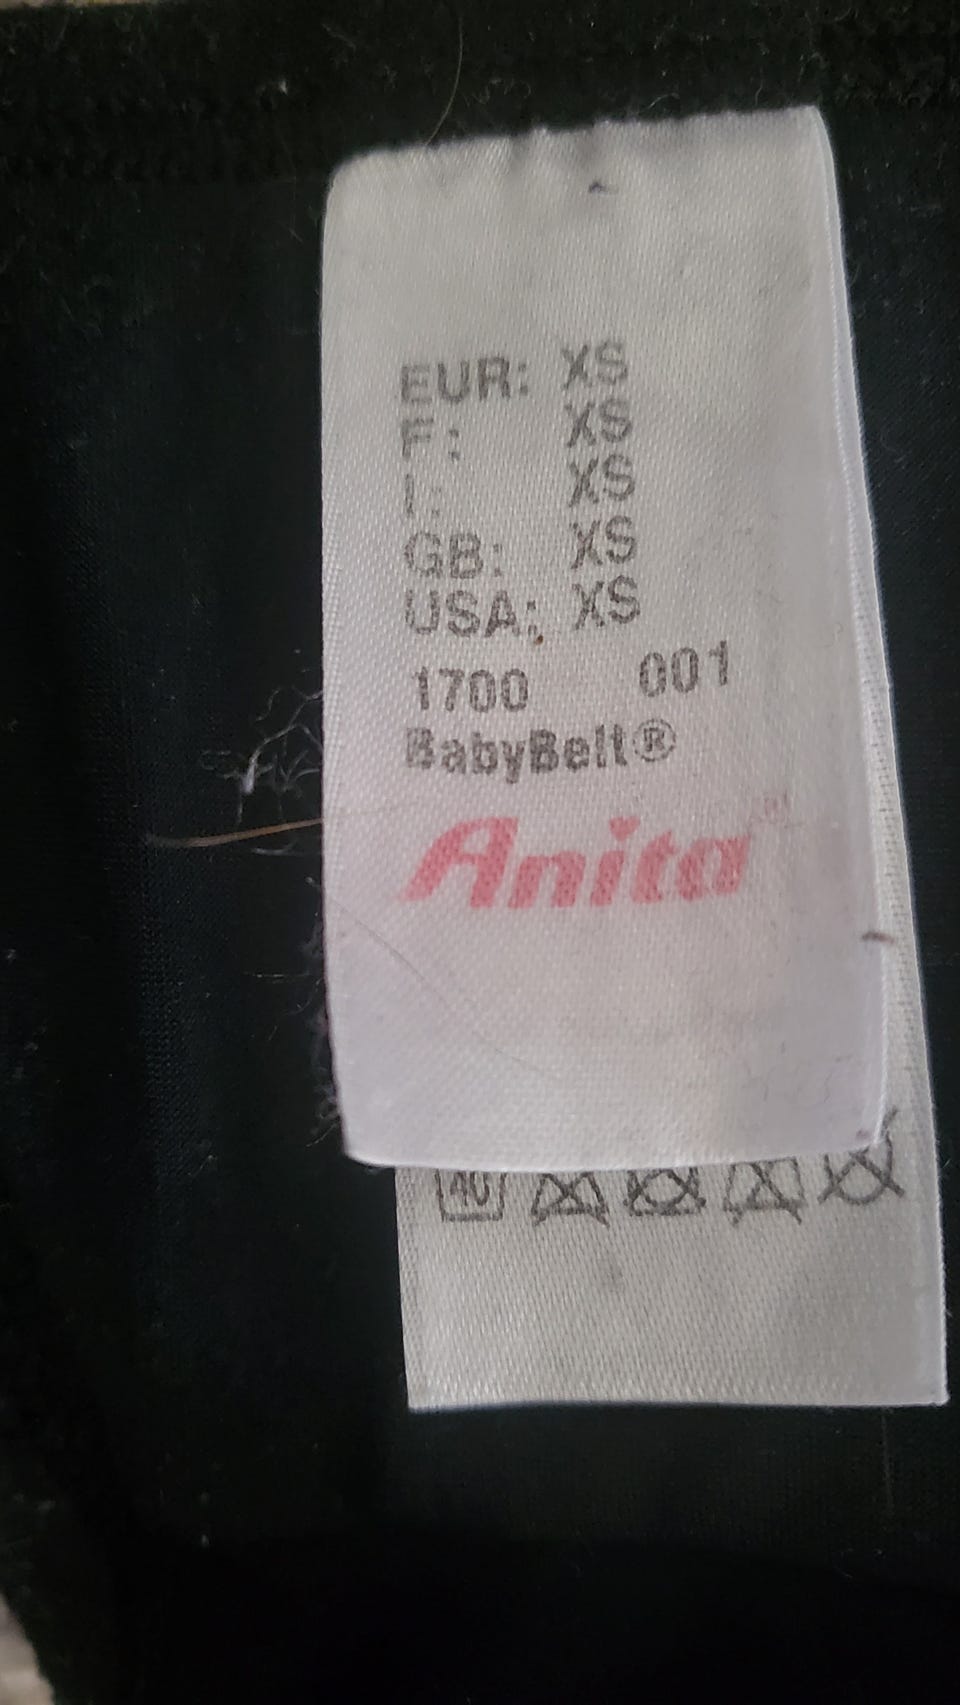 EUR: XS
F: XS
I: XS
GB: XS
USA: XS
1700 001
BabyBelt®
Anita®
40